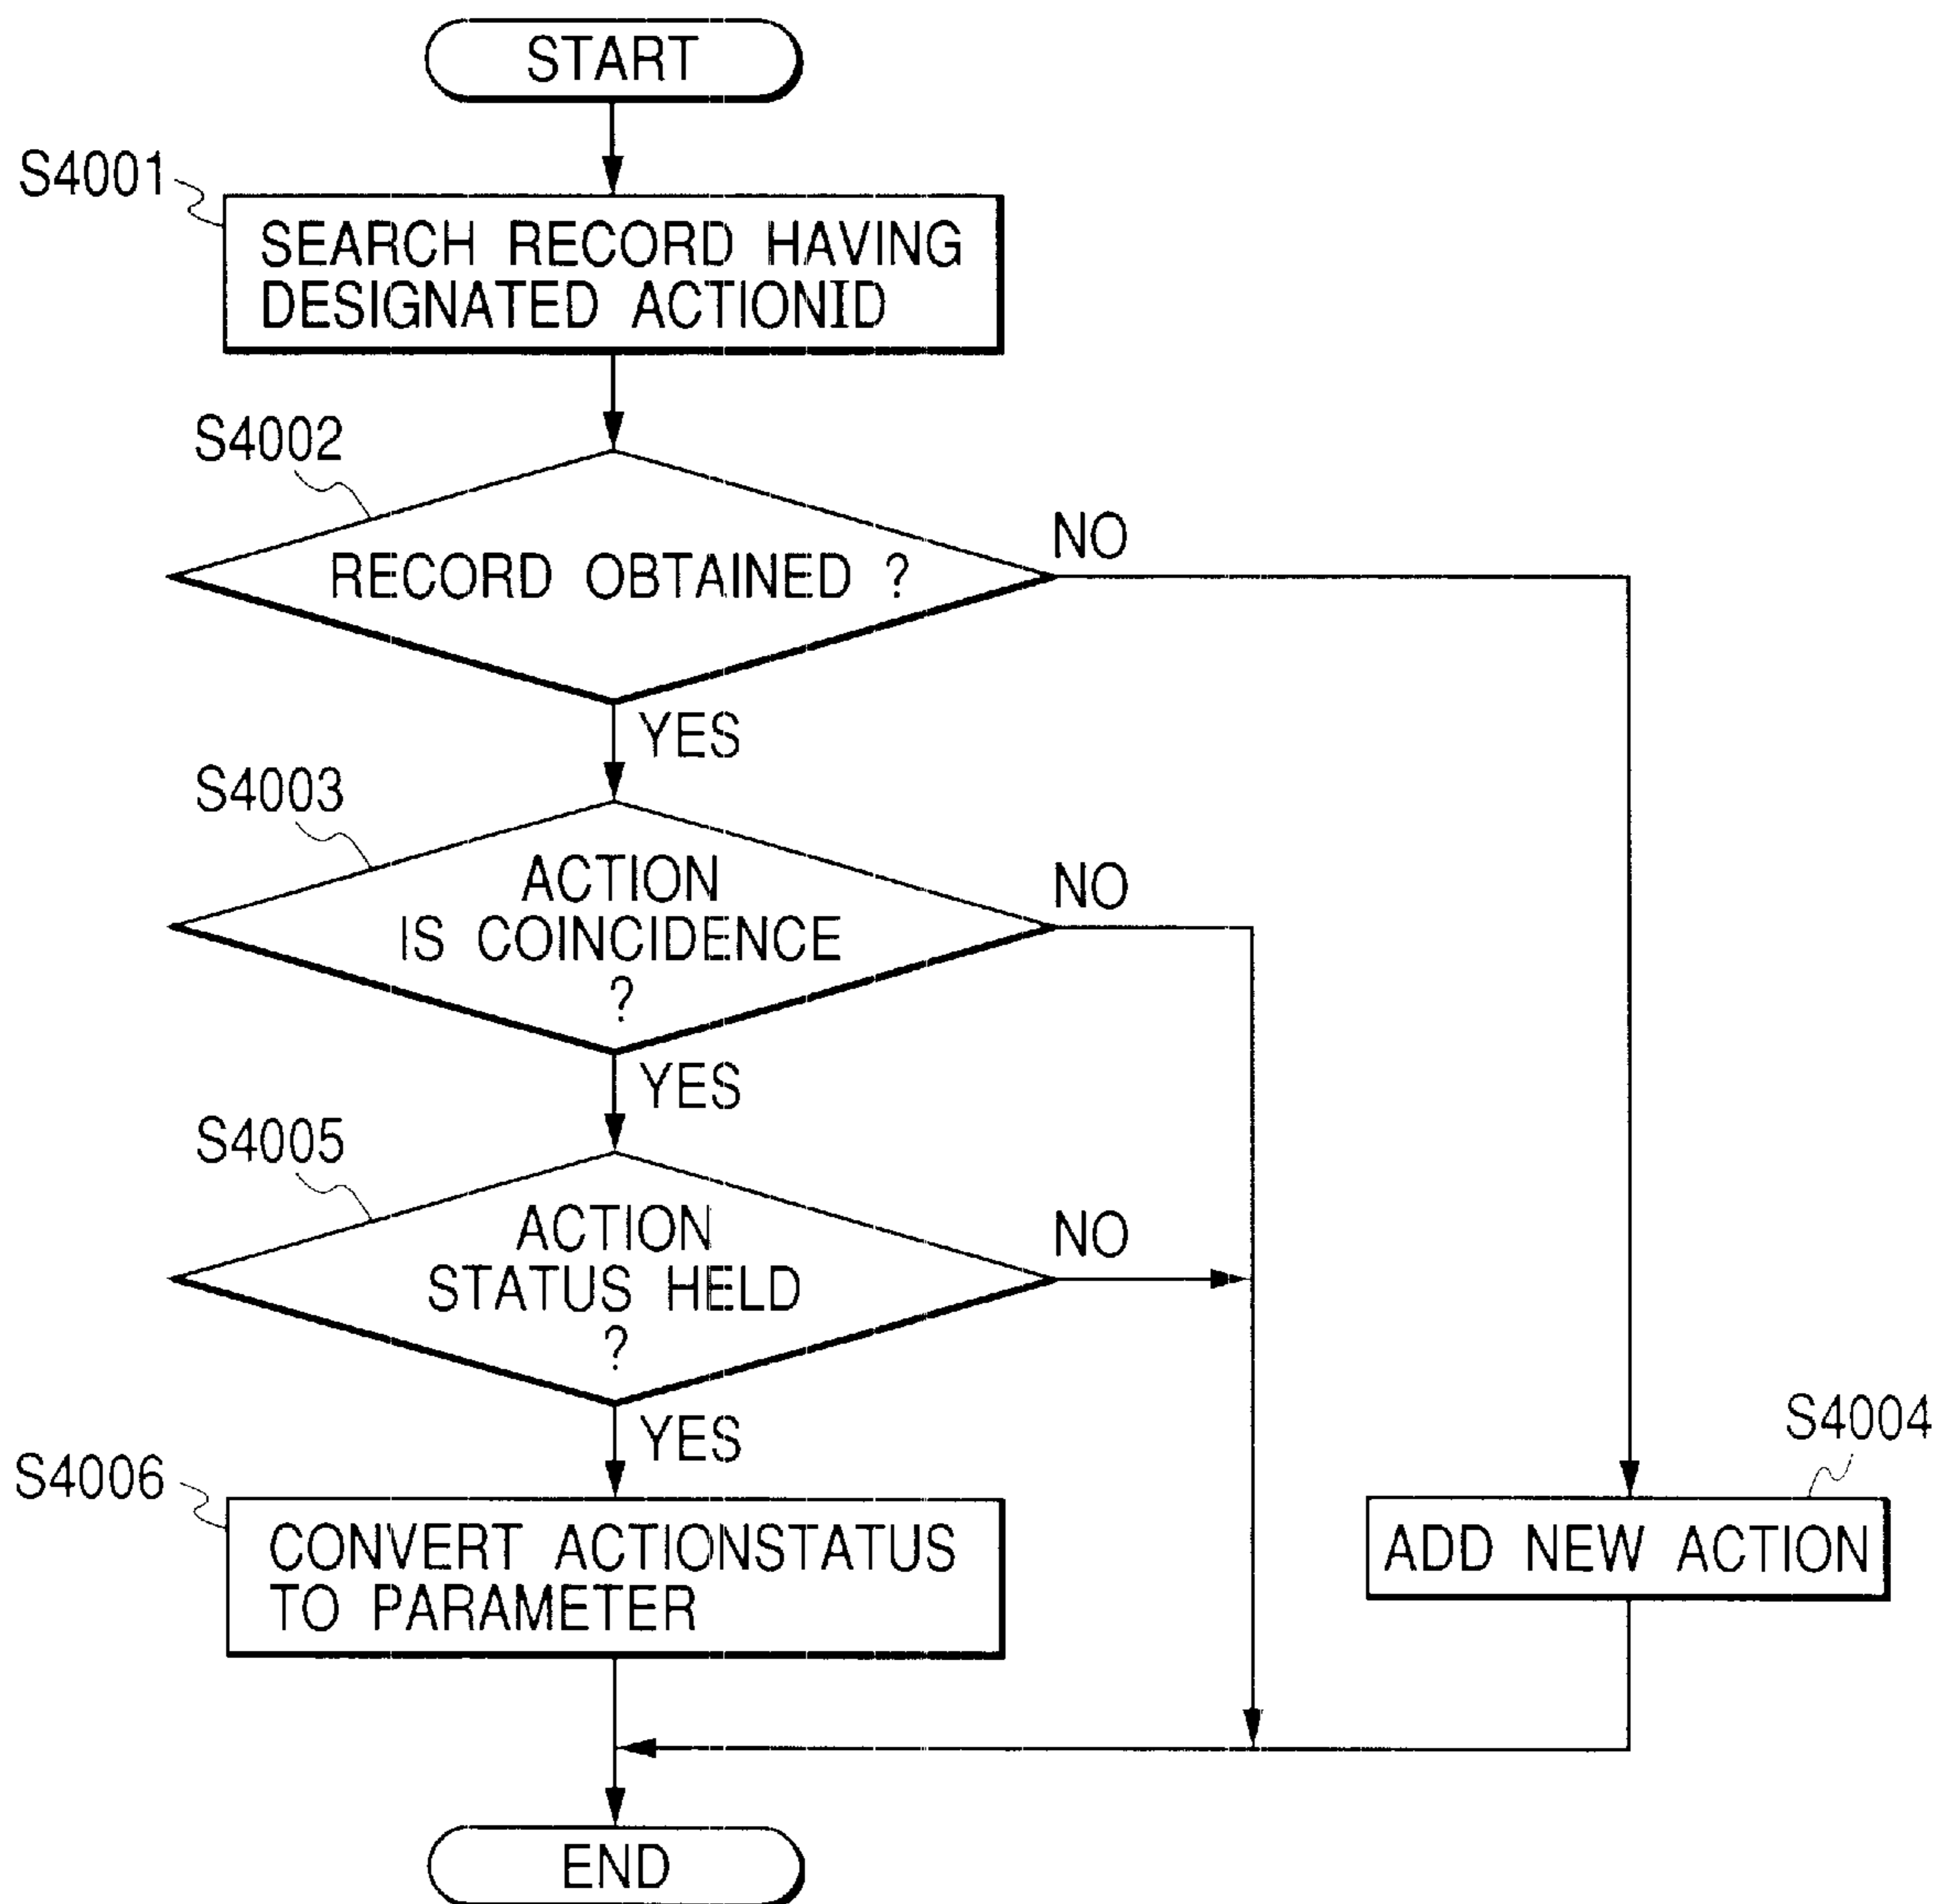 START
S4001
SEARCH RECORD HAVING
DESIGNATED ACTIONID
S4002
RECORD OBTAINED ?
NO
YES
S4003
ACTION
IS COINCIDENCE
?
NO
YES
S4005
ACTION
STATUS HELD
?
NO
YES
S4006
CONVERT ACTIONSTATUS
TO PARAMETER
S4004
ADD NEW ACTION
END